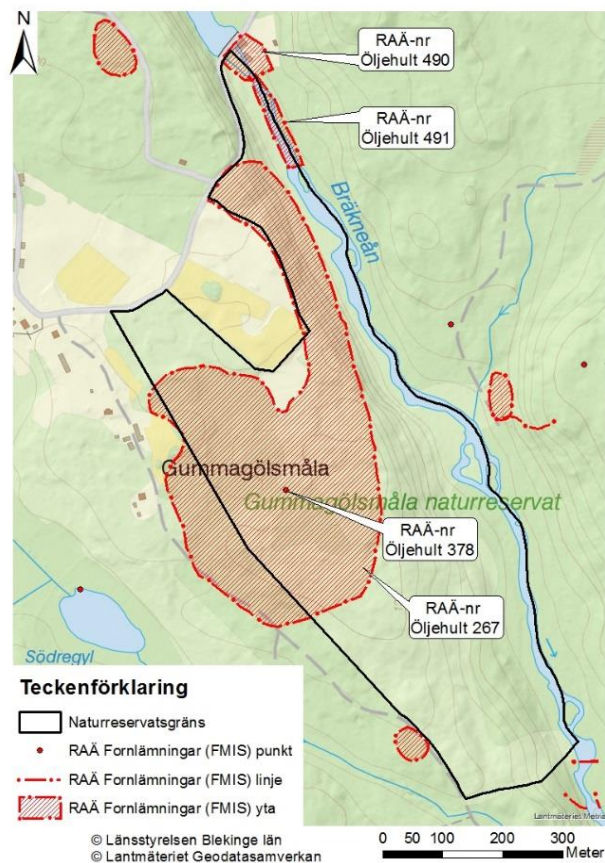 N
RAÄ-nr
Öljehult 490
RAÄ-nr
Öljehult 491
Bräkneån
Gummagölsmåla
Gummagölsmåla naturreservat
RAÄ-nr
Öljehult 378
RAÄ-nr
Öljehult 267
Södregyl
Teckenförklaring
Naturreservatsgräns
RAÄ Fornlämningar (FMIS) punkt
RAÄ Fornlämningar (FMIS) linje
RAÄ Fornlämningar (FMIS) yta
© Länsstyrelsen Blekinge län
© Lantmäteriet Geodatasamverkan
Lantmäteriet Metria
0 50 100 200 300
Meter